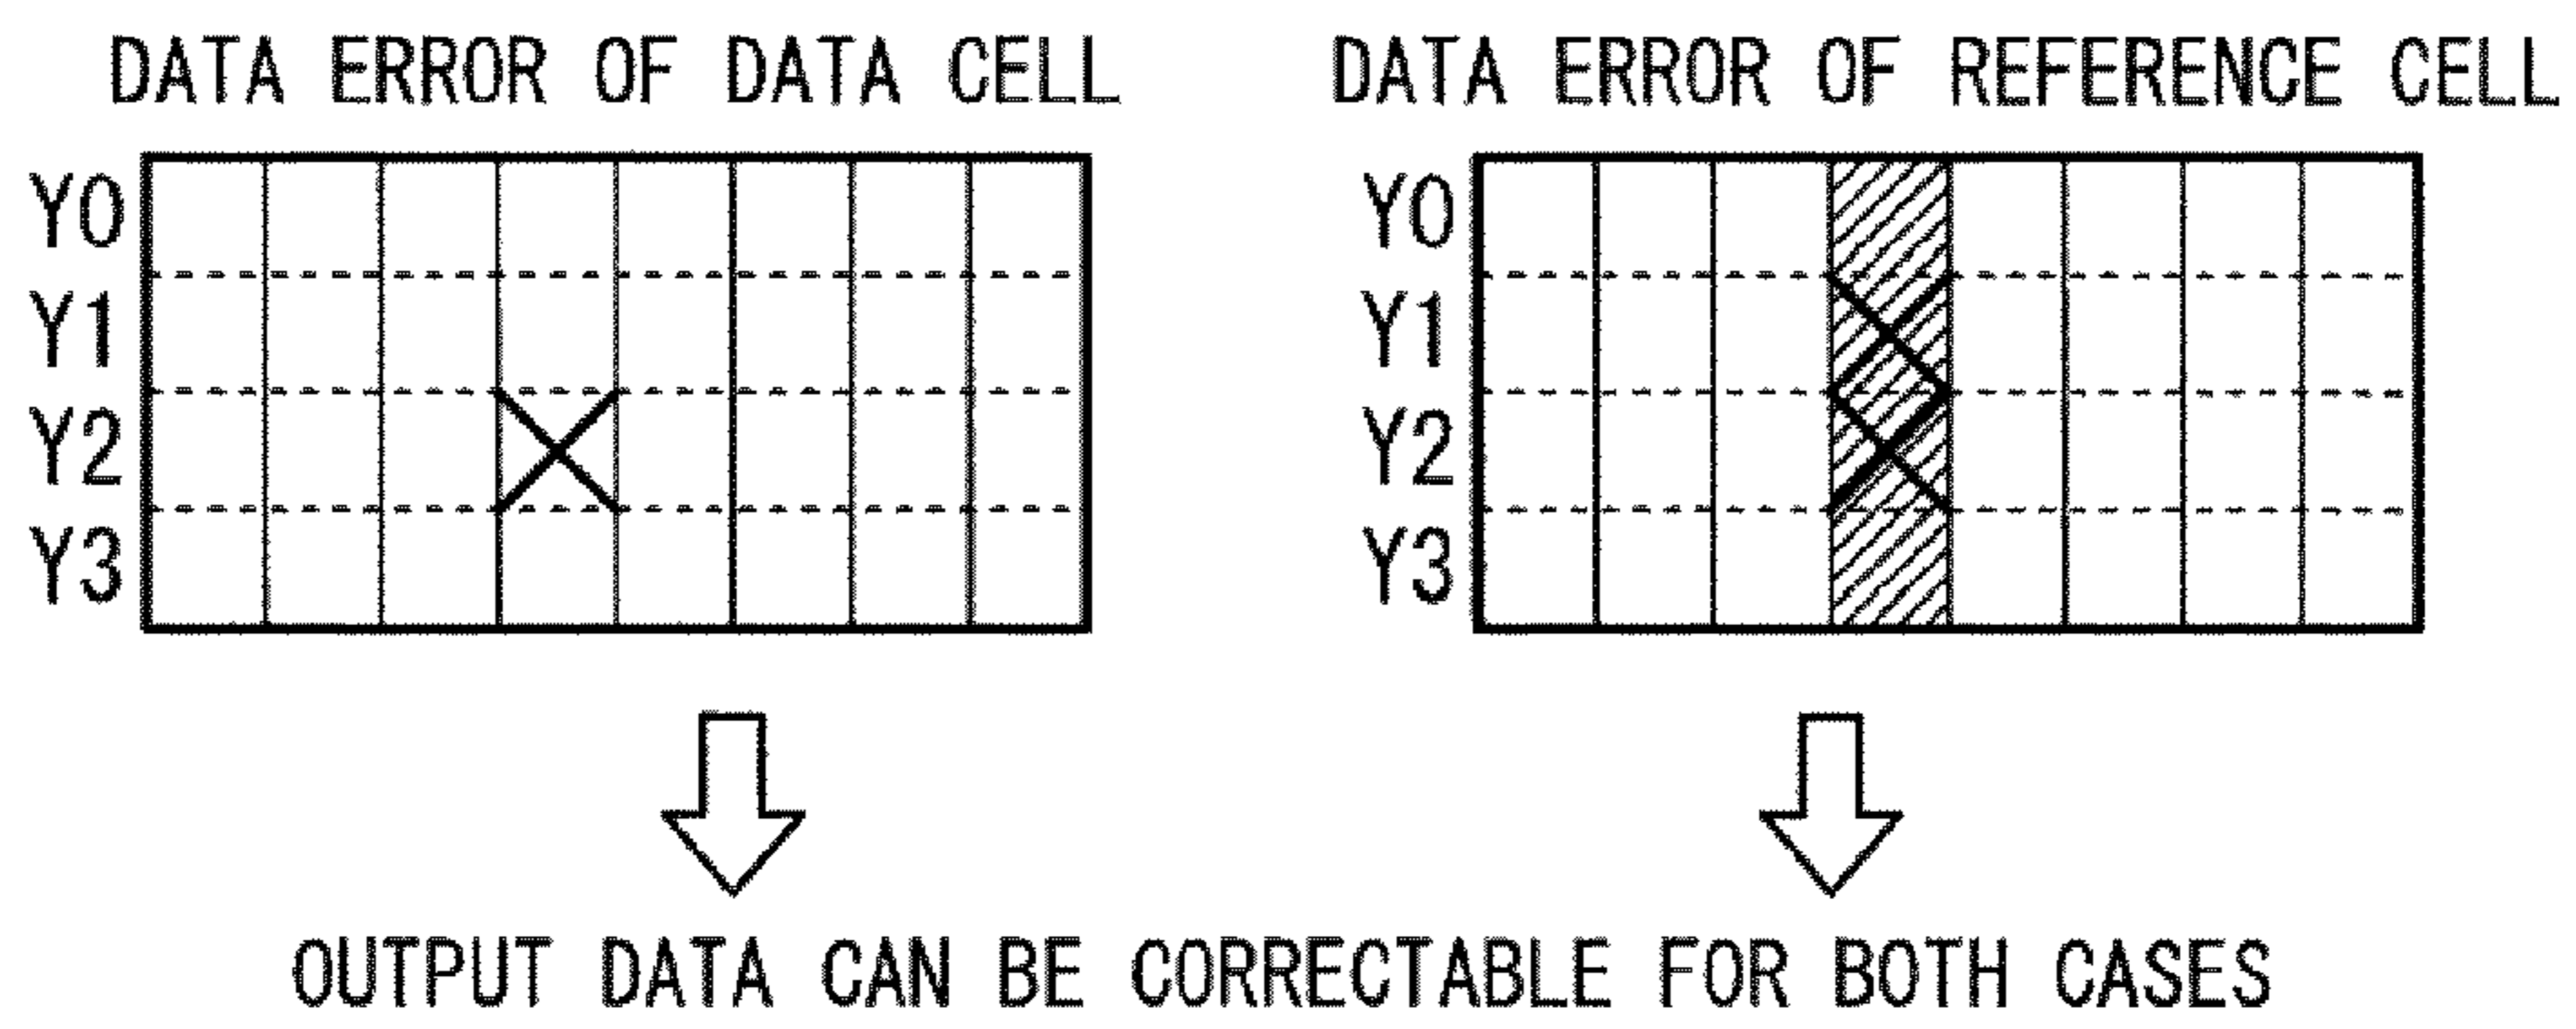 DATA ERROR OF DATA CELL
Y0
Y1
Y2
Y3
DATA ERROR OF REFERENCE CELL
Y0
Y1
Y2
Y3
OUTPUT DATA CAN BE CORRECTABLE FOR BOTH CASES